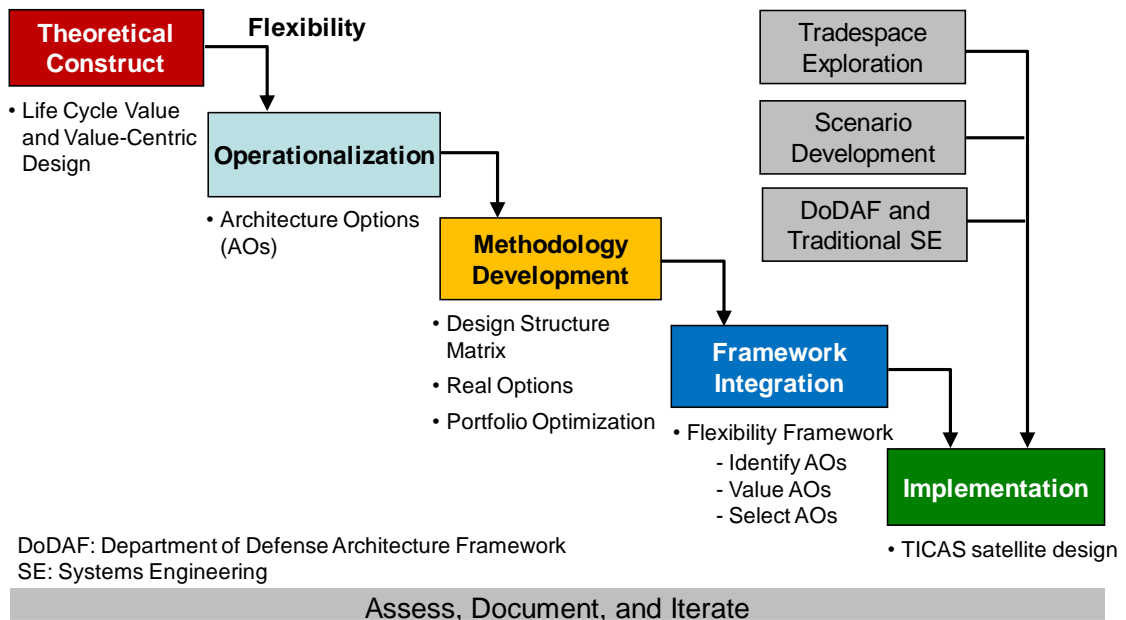 Theoretical
Construct
Flexibility
• Life Cycle Value
and Value-Centric
Design
Operationalization
• Architecture Options
(AOs)
Methodology
Development
• Design Structure
Matrix
• Real Options
• Portfolio Optimization
Framework
Integration
• Flexibility Framework
- Identify AOs
- Value AOs
- Select AOs
Tradespace
Exploration
Scenario
Development
DoDAF and
Traditional SE
Implementation
• TICAS satellite design
DoDAF: Department of Defense Architecture Framework
SE: Systems Engineering
Assess, Document, and Iterate